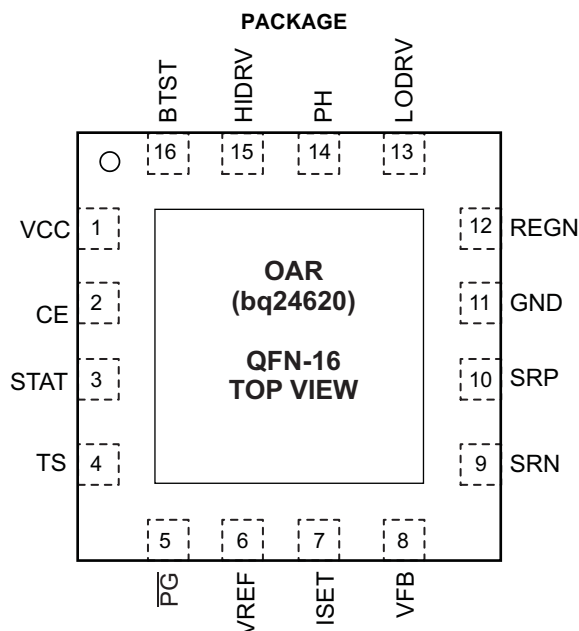 PACKAGE
BTST
HIDRV
PH
LODRV
16
15
14
13
VCC
1
12
REGN
OAR
(bq24620)
CE
2
11
GND
QFN-16
TOP VIEW
STAT
3
10
SRP
TS
4
9
SRN
5
6
7
8
PG
VREF
ISET
VFB